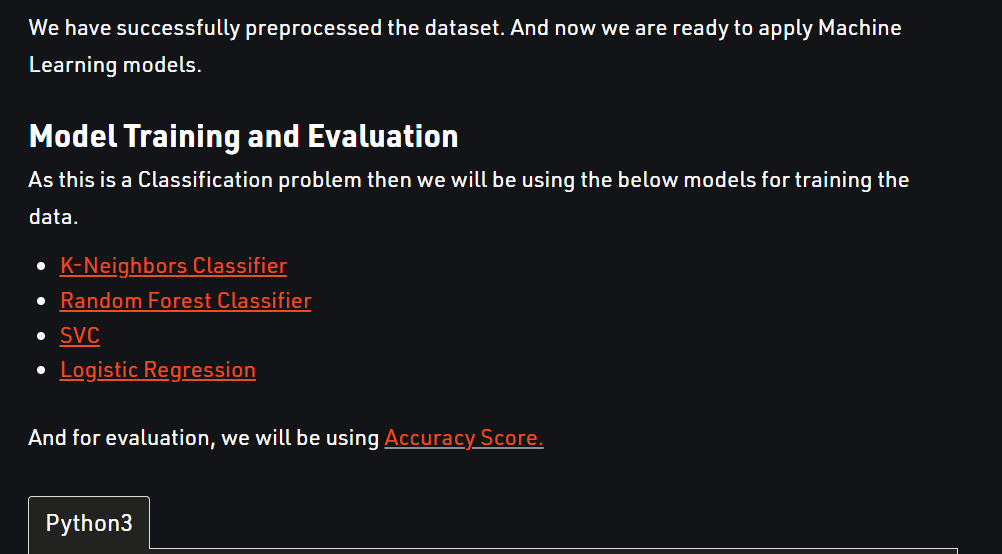 We have successfully preprocessed the dataset. And now we are ready to apply Machine
Learning models.
Model Training and Evaluation
As this is a Classification problem then we will be using the below models for training the
data.
K-Neighbors Classifier
Random Forest Classifier
SVC
Logistic Regression
And for evaluation, we will be using Accuracy Score.
Python3